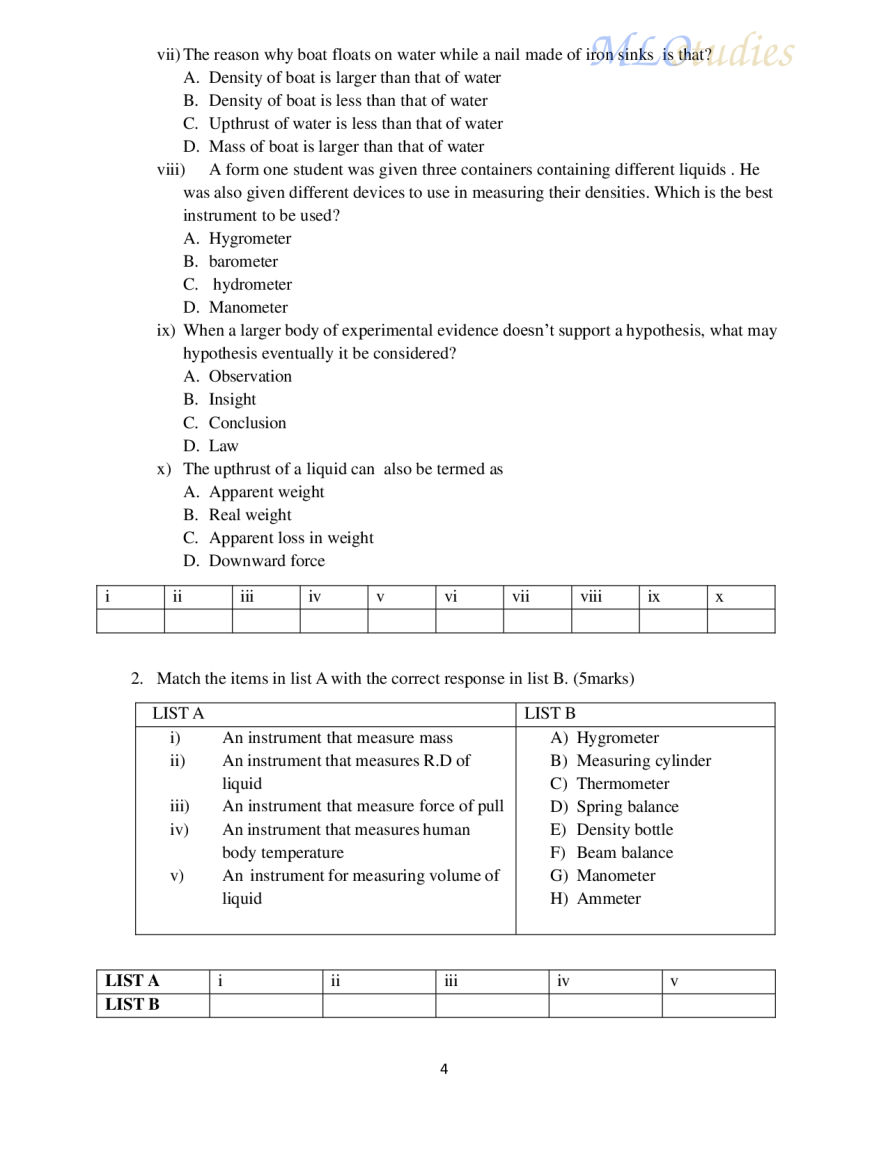 MLOtudies
vii) The reason why boat floats on water while a nail made of iron sinks is that?
A. Density of boat is larger than that of water
B. Density of boat is less than that of water
C. Upthrust of water is less than that of water
D. Mass of boat is larger than that of water
viii) A form one student was given three containers containing different liquids . He
was also given different devices to use in measuring their densities. Which is the best
instrument to be used?
A. Hygrometer
B. barometer
C. hydrometer
D. Manometer
ix) When a larger body of experimental evidence doesn’t support a hypothesis, what may
hypothesis eventually it be considered?
A. Observation
B. Insight
C. Conclusion
D. Law
x) The upthrust of a liquid can also be termed as
A. Apparent weight
B. Real weight
C. Apparent loss in weight
D. Downward force
i ii iii iv v vi vii viii ix x
2. Match the items in list A with the correct response in list B. (5marks)
LIST A LIST B
i) An instrument that measure mass
ii) An instrument that measures R.D of
liquid
iii) An instrument that measure force of pull
iv) An instrument that measures human
body temperature
v) An instrument for measuring volume of
liquid
A) Hygrometer
B) Measuring cylinder
C) Thermometer
D) Spring balance
E) Density bottle
F) Beam balance
G) Manometer
H) Ammeter
LIST A i ii iii iv v
LIST B
4